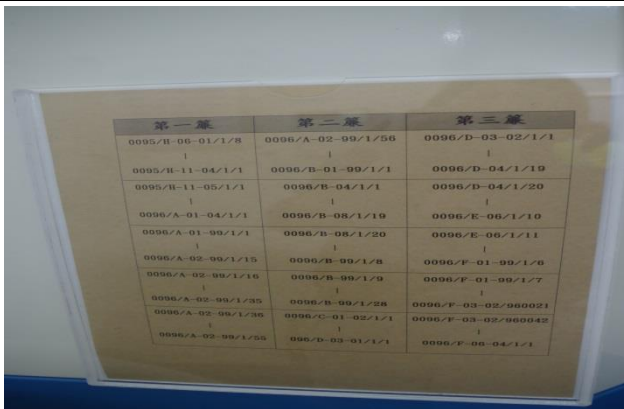 第一層 第二層 第三層
0095/H-06-01/1/8 0096/A-02-99/1/56 0096/D-03-02/1/1
| | |
0095/H-11-04/1/1 0096/B-01-99/1/1 0096/D-04/1/19
0095/H-11-05/1/1 0096/B-04/1/1 0096/D-04/1/20
| | |
0096/A-01-04/1/1 0096/B-08/1/19 0096/E-06/1/10
0096/A-01-99/1/1 0096/B-08/1/20 0096/E-06/1/11
| | |
0096/A-02-99/1/15 0096/B-99/1/8 0096/F-01-99/1/6
0096/A-02-99/1/16 0096/B-99/1/9 0096/F-01-99/1/7
| | |
0096/A-02-99/1/35 0096/B-99/1/28 0096/F-03-02/960021
0096/A-02-99/1/36 0096/C-01-02/1/1 0096/F-03-02/960042
| | |
0096/A-02-99/1/55 096/D-03-01/1/1 0096/F-06-04/1/1